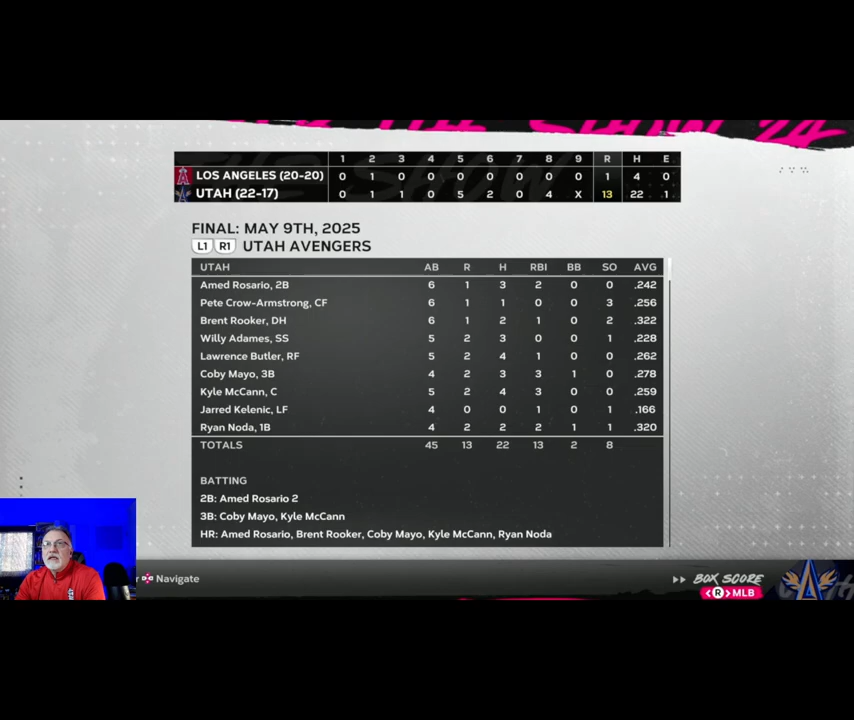 THE SHOW 24
1 2 3 4 5 6 7 8 9 R H E
LOS ANGELES (20-20) 0 1 0 0 0 0 0 0 0 1 4 0
UTAH (22-17) 0 1 1 0 5 2 0 4 X 13 22 1
FINAL: MAY 9TH, 2025
L1 R1 UTAH AVENGERS
UTAH AB R H RBI BB SO AVG
Amed Rosario, 2B 6 1 3 2 0 0 .242
Pete Crow-Armstrong, CF 6 1 1 0 0 3 .256
Brent Rooker, DH 6 1 2 1 0 2 .322
Willy Adames, SS 5 2 3 0 0 1 .228
Lawrence Butler, RF 5 2 4 1 0 0 .262
Coby Mayo, 3B 4 2 3 3 1 0 .278
Kyle McCann, C 5 2 4 3 0 0 .259
Jarred Kelenic, LF 4 0 0 1 0 1 .166
Ryan Noda, 1B 4 2 2 2 1 1 .320
TOTALS 45 13 22 13 2 8
BATTING
2B: Amed Rosario 2
3B: Coby Mayo, Kyle McCann
HR: Amed Rosario, Brent Rooker, Coby Mayo, Kyle McCann, Ryan Noda
Navigate
BOX SCORE
R MLB